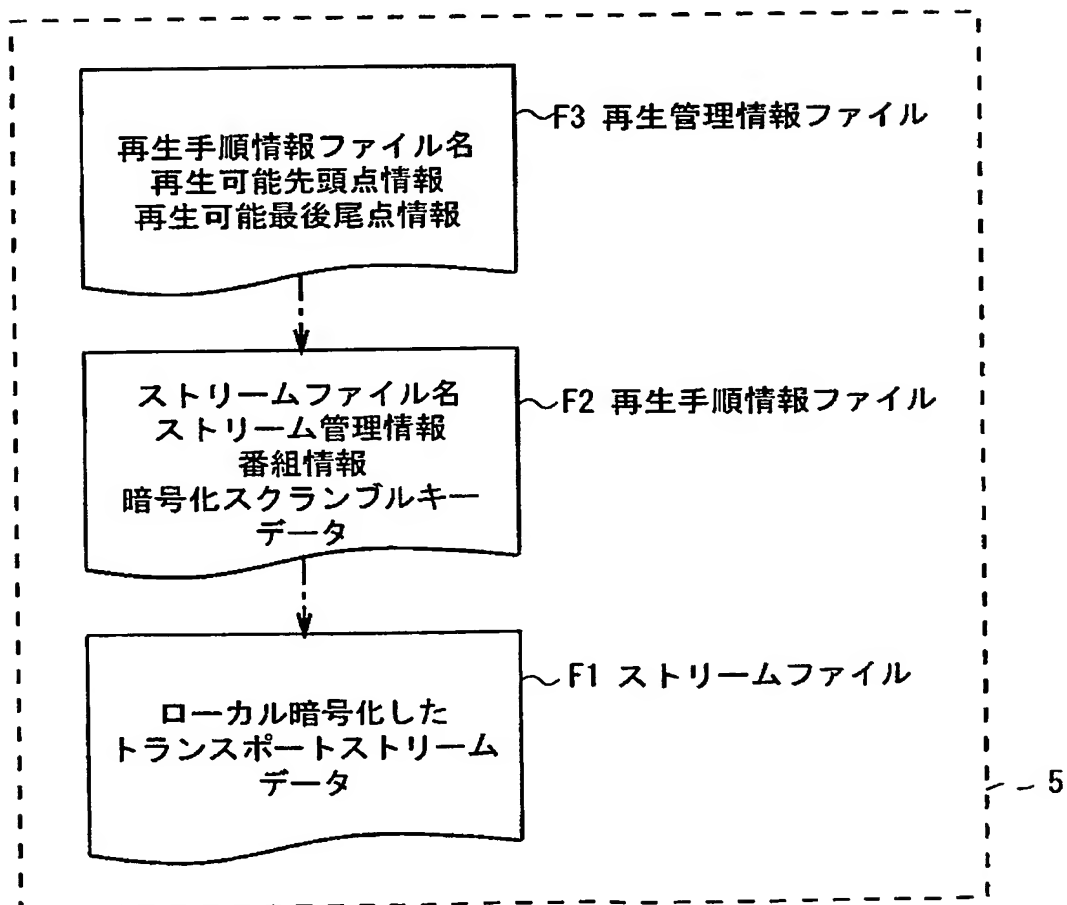 再生手順情報ファイル名
再生可能先頭点情報
再生可能最後尾点情報
F3 再生管理情報ファイル
ストリームファイル名
ストリーム管理情報
番組情報
暗号化スクランブルキー
データ
F2 再生手順情報ファイル
ローカル暗号化した
トランスポートストリーム
データ
F1 ストリームファイル
5